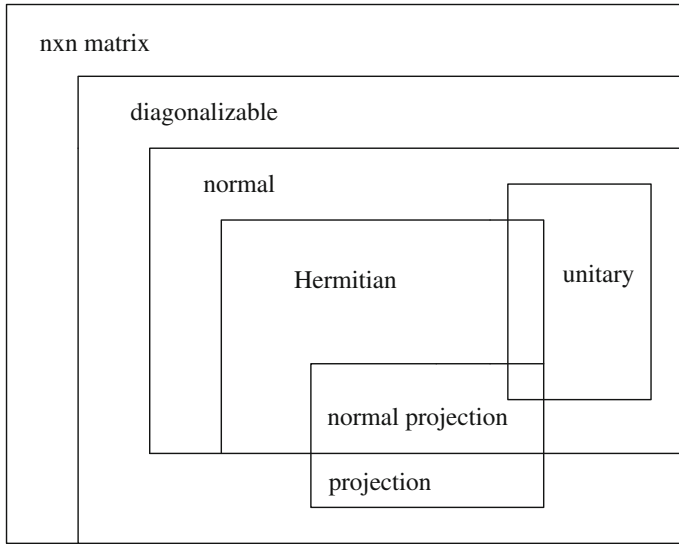 nxn matrix
diagonalizable
normal
Hermitian
unitary
normal projection
projection